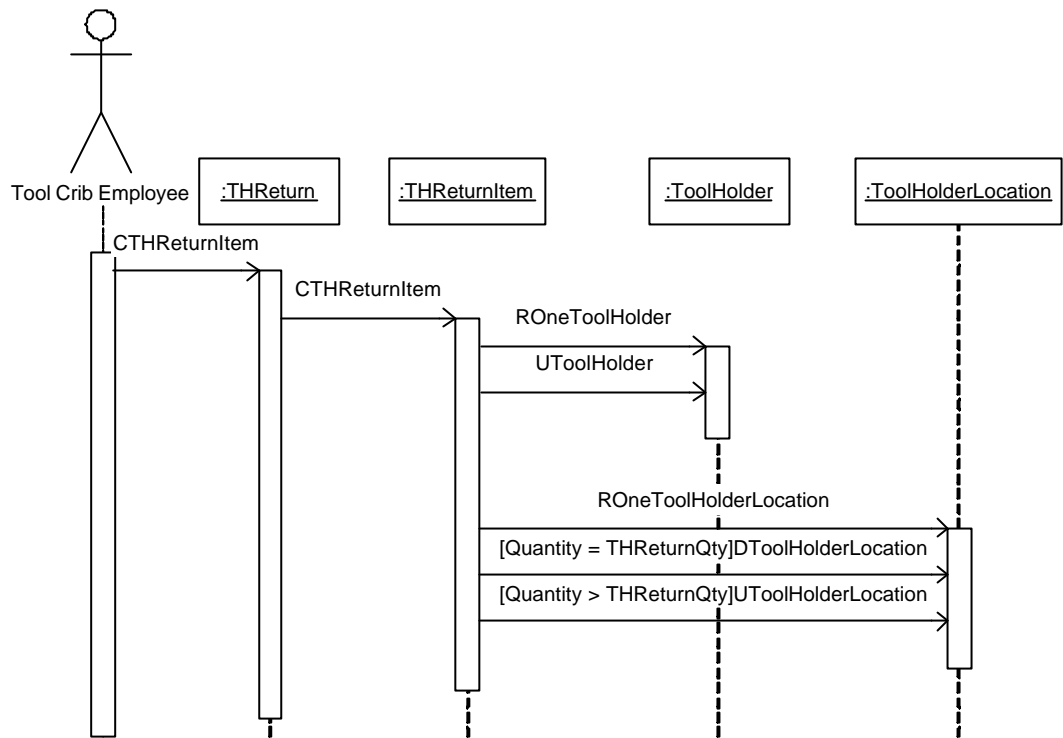 Tool Crib Employee
:THReturn
:THReturnItem
:ToolHolder
:ToolHolderLocation
CTHReturnItem
CTHReturnItem
ROneToolHolder
UToolHolder
ROneToolHolderLocation
[Quantity = THReturnQty]DToolHolderLocation
[Quantity > THReturnQty]UToolHolderLocation